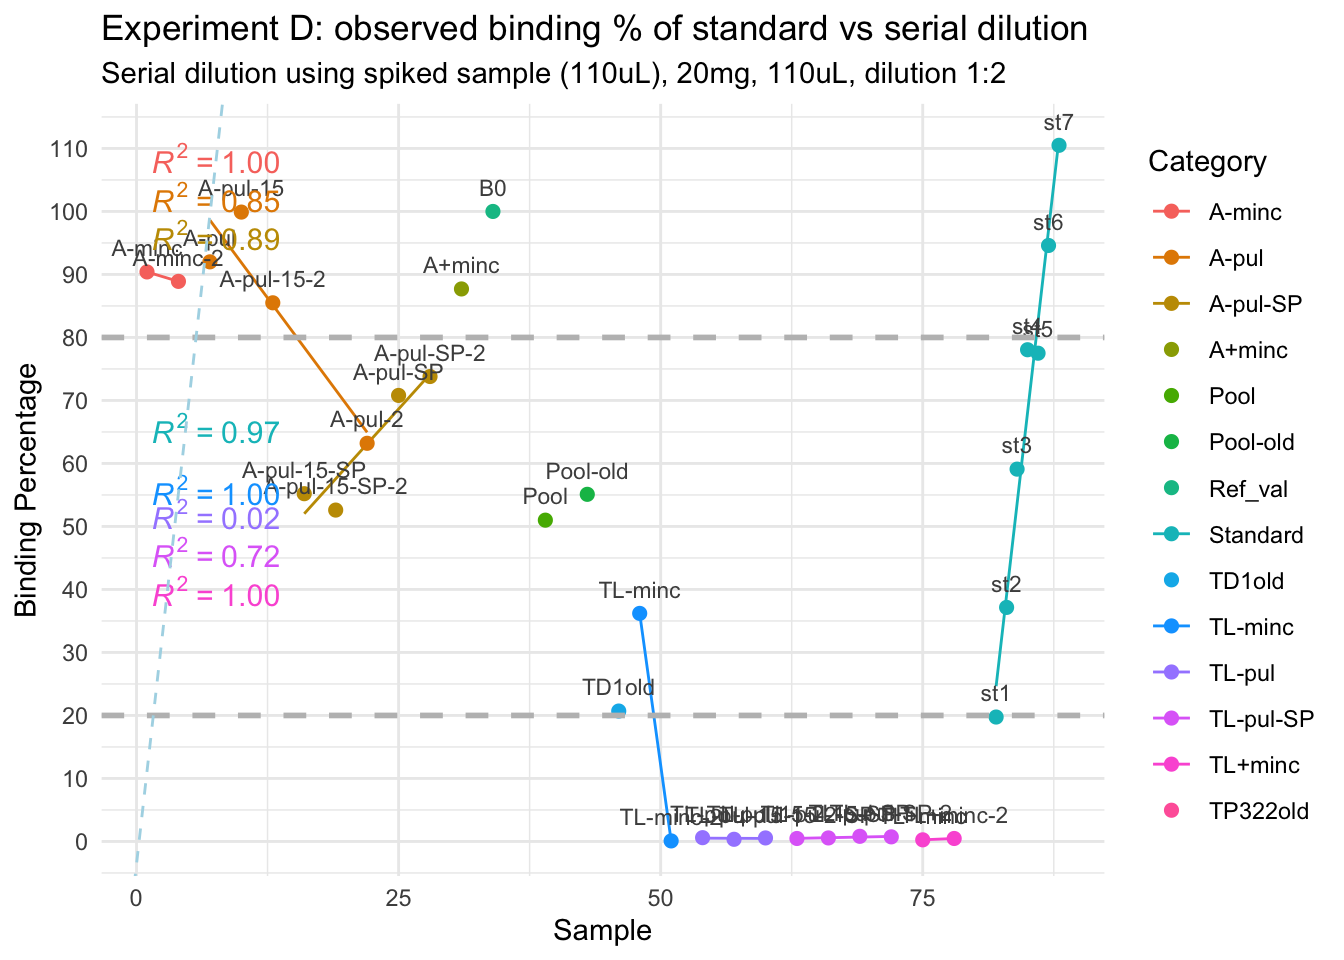 Experiment D: observed binding % of standard vs serial dilution
Serial dilution using spiked sample (110uL), 20mg, 110uL, dilution 1:2
Binding Percentage
110
100
90
80
70
60
50
40
30
20
10
0
R² = 1.00
R² = 0.85
R² = 0.89
R² = 0.97
R² = 1.00
R² = 0.02
R² = 0.72
R² = 1.00
A-pul-15
A-pul
A-minc
A-minc-2
A-pul-15-2
A-pul-SP-2
A-pul-SP
A-pul-2
A-pul-15-SP
A-pul-15-SP-2
B0
A+minc
Pool-old
Pool
TL-minc
TD1old
TL-minc-2
st7
st6
st4
st5
st3
st2
st1
0
25
50
75
Sample
Category
A-minc
A-pul
A-pul-SP
A+minc
Pool
Pool-old
Ref_val
Standard
TD1old
TL-minc
TL-pul
TL-pul-SP
TL+minc
TP322old